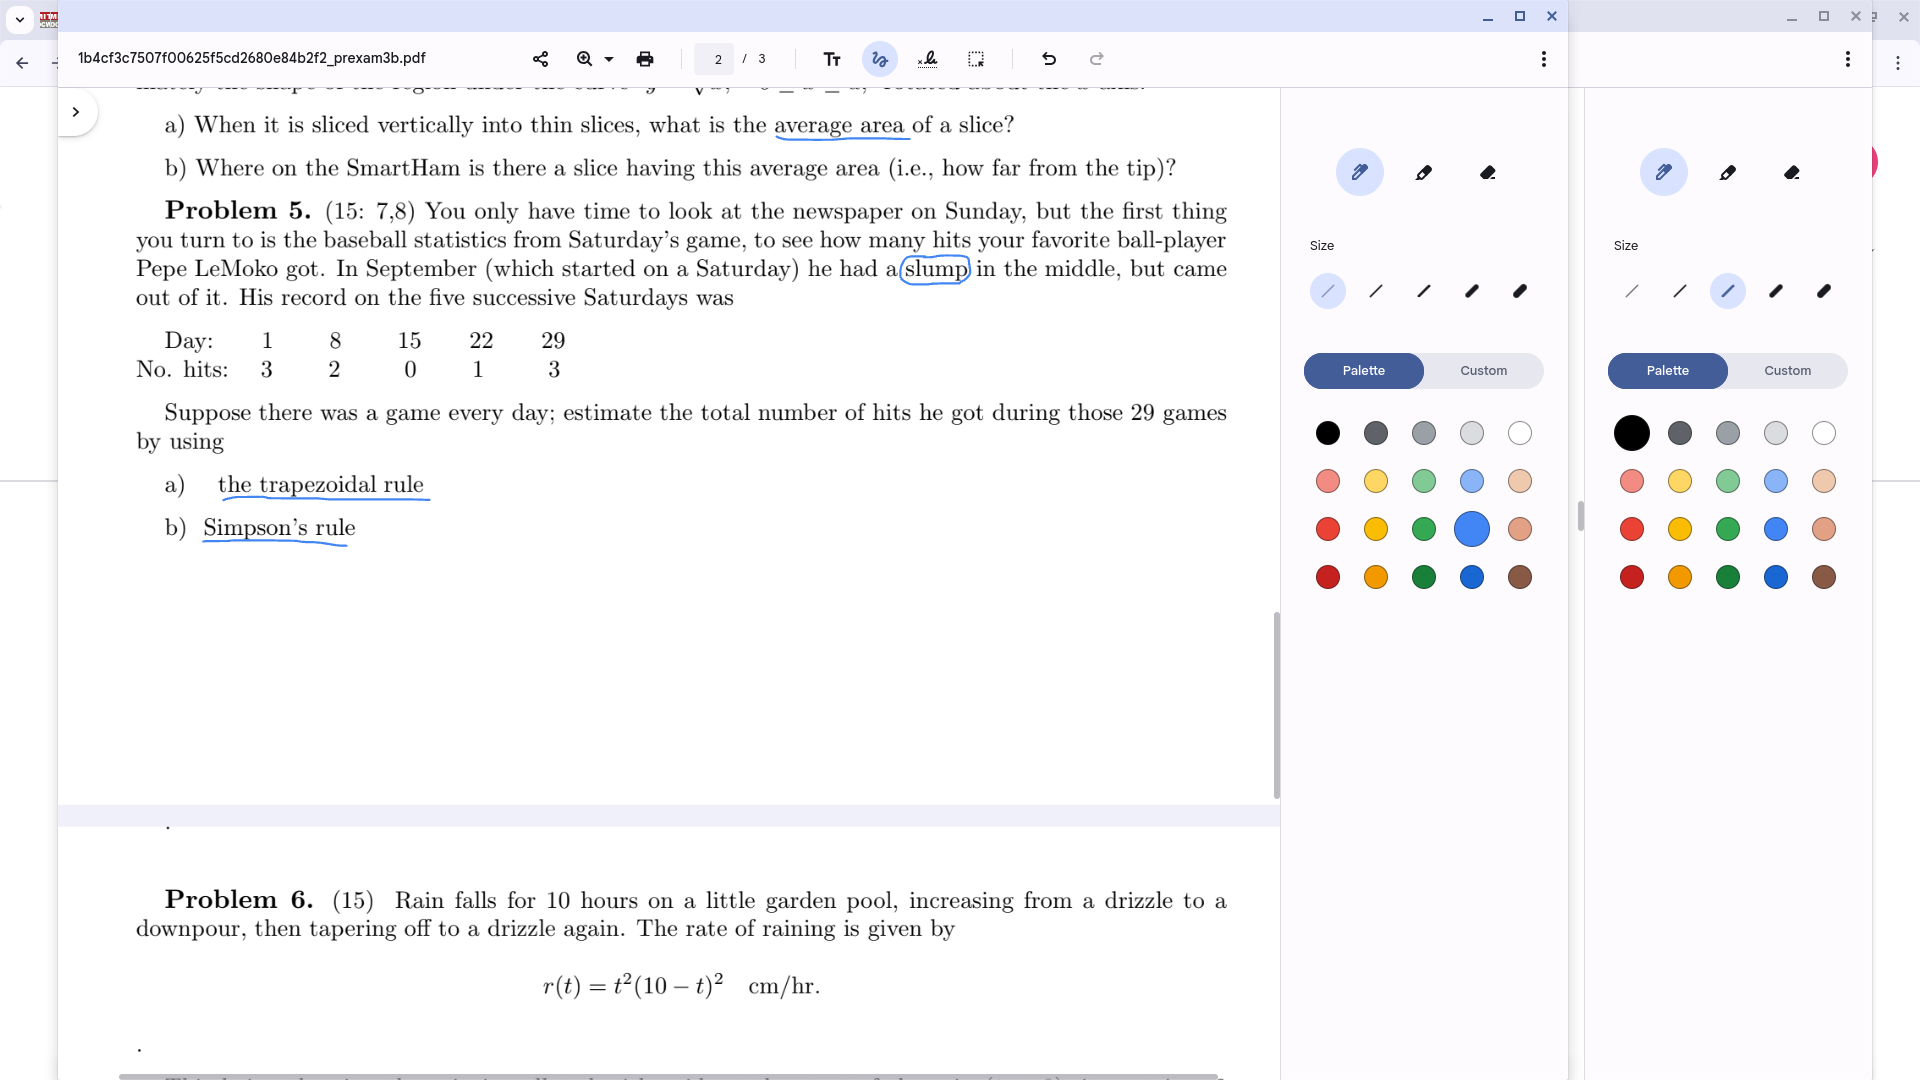 1b4cf3c7507f00625f5cd2680e84b2f2_prexam3b.pdf
2 / 3
a) When it is sliced vertically into thin slices, what is the average area of a slice?
b) Where on the SmartHam is there a slice having this average area (i.e., how far from the tip)?
Problem 5. (15: 7,8) You only have time to look at the newspaper on Sunday, but the first thing
you turn to is the baseball statistics from Saturday's game, to see how many hits your favorite ball-player
Pepe LeMoko got. In September (which started on a Saturday) he had a slump in the middle, but came
out of it. His record on the five successive Saturdays was
Day: 1 8 15 22 29
No. hits: 3 2 0 1 3
Suppose there was a game every day; estimate the total number of hits he got during those 29 games
by using
a) the trapezoidal rule
b) Simpson's rule
Problem 6. (15) Rain falls for 10 hours on a little garden pool, increasing from a drizzle to a
downpour, then tapering off to a drizzle again. The rate of raining is given by
r(t) = t²(10 − t)² cm/hr.
Size
Palette Custom
Size
Palette Custom